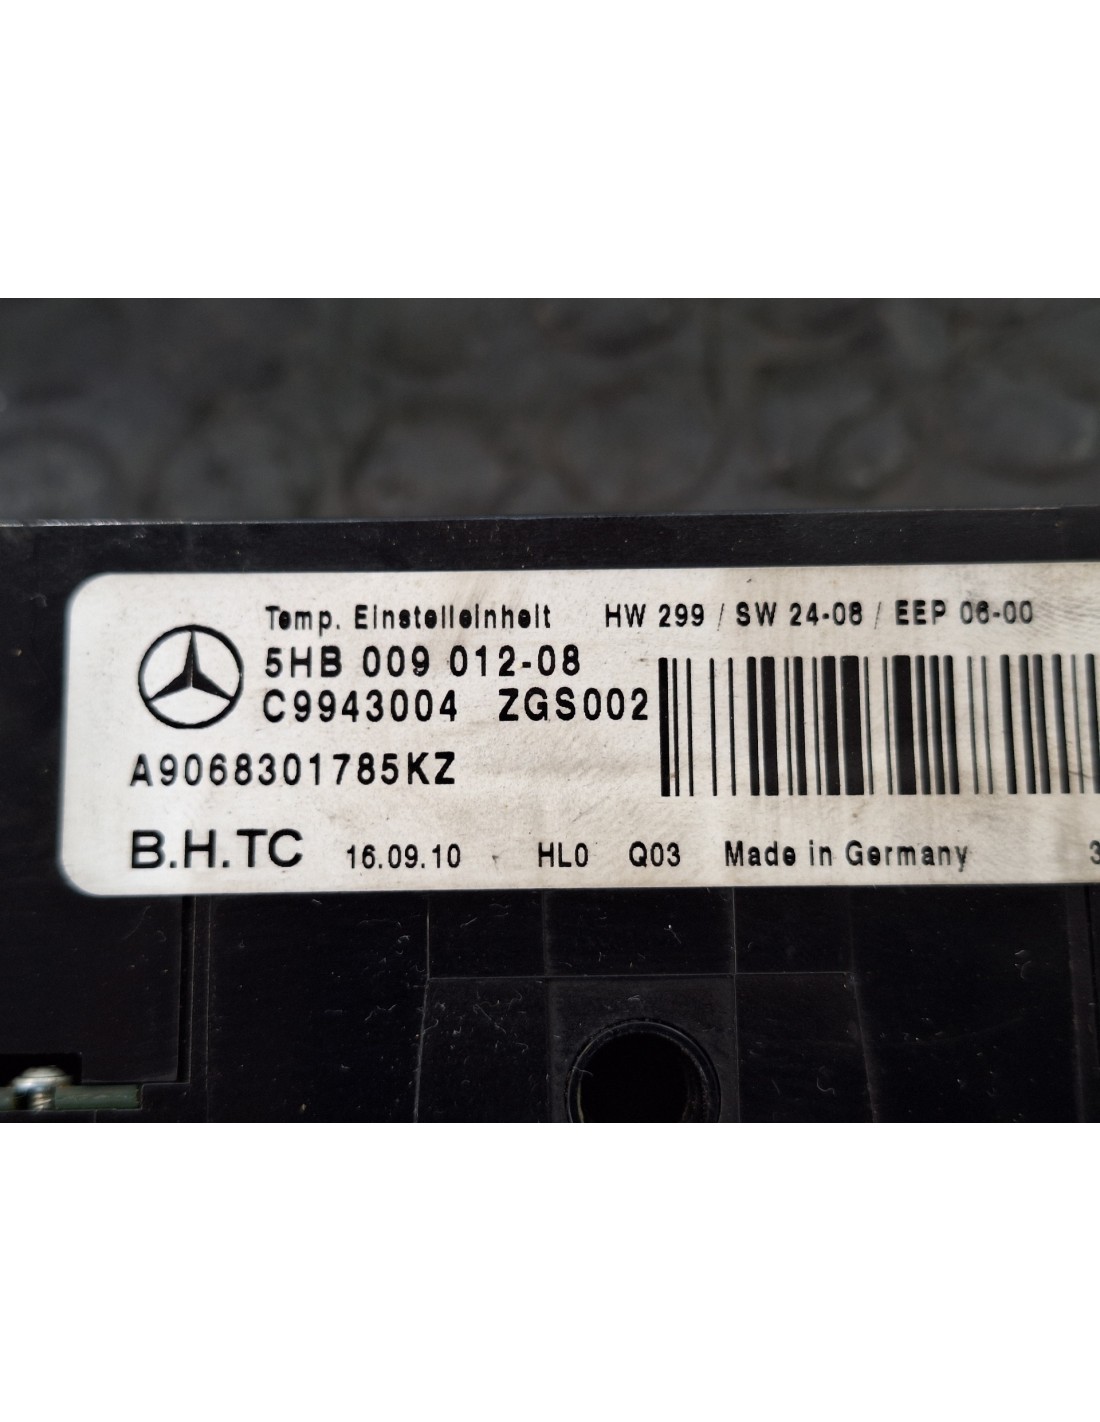 Temp. Einstelleinheit HW 299 / SW 24-08 / EEP 06-00
5HB 009 012-08
C9943004 ZGS002
A9068301785KZ
B.H.TC 16.09.10 HL0 Q03 Made in Germany 3